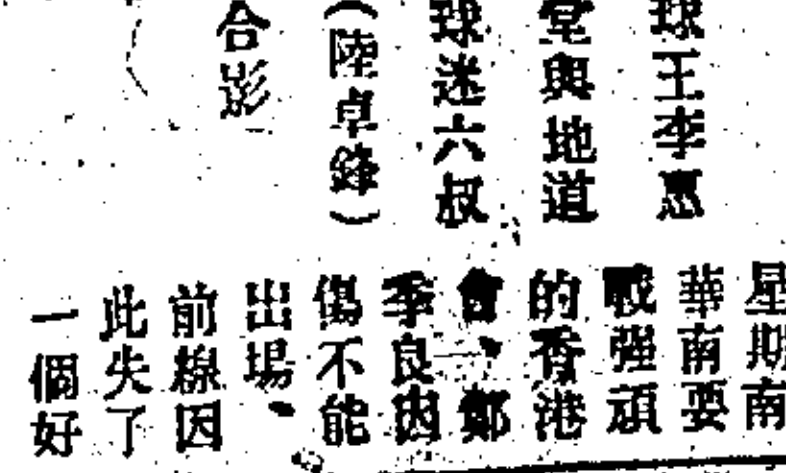 球王李惠
堂與地道
球迷六叔
(陸卓鋒)
合影
星期南
華南要
戰强頑
的香港
會、鄭
季良因
傷不能
出場、
前線因
此失了
一個好